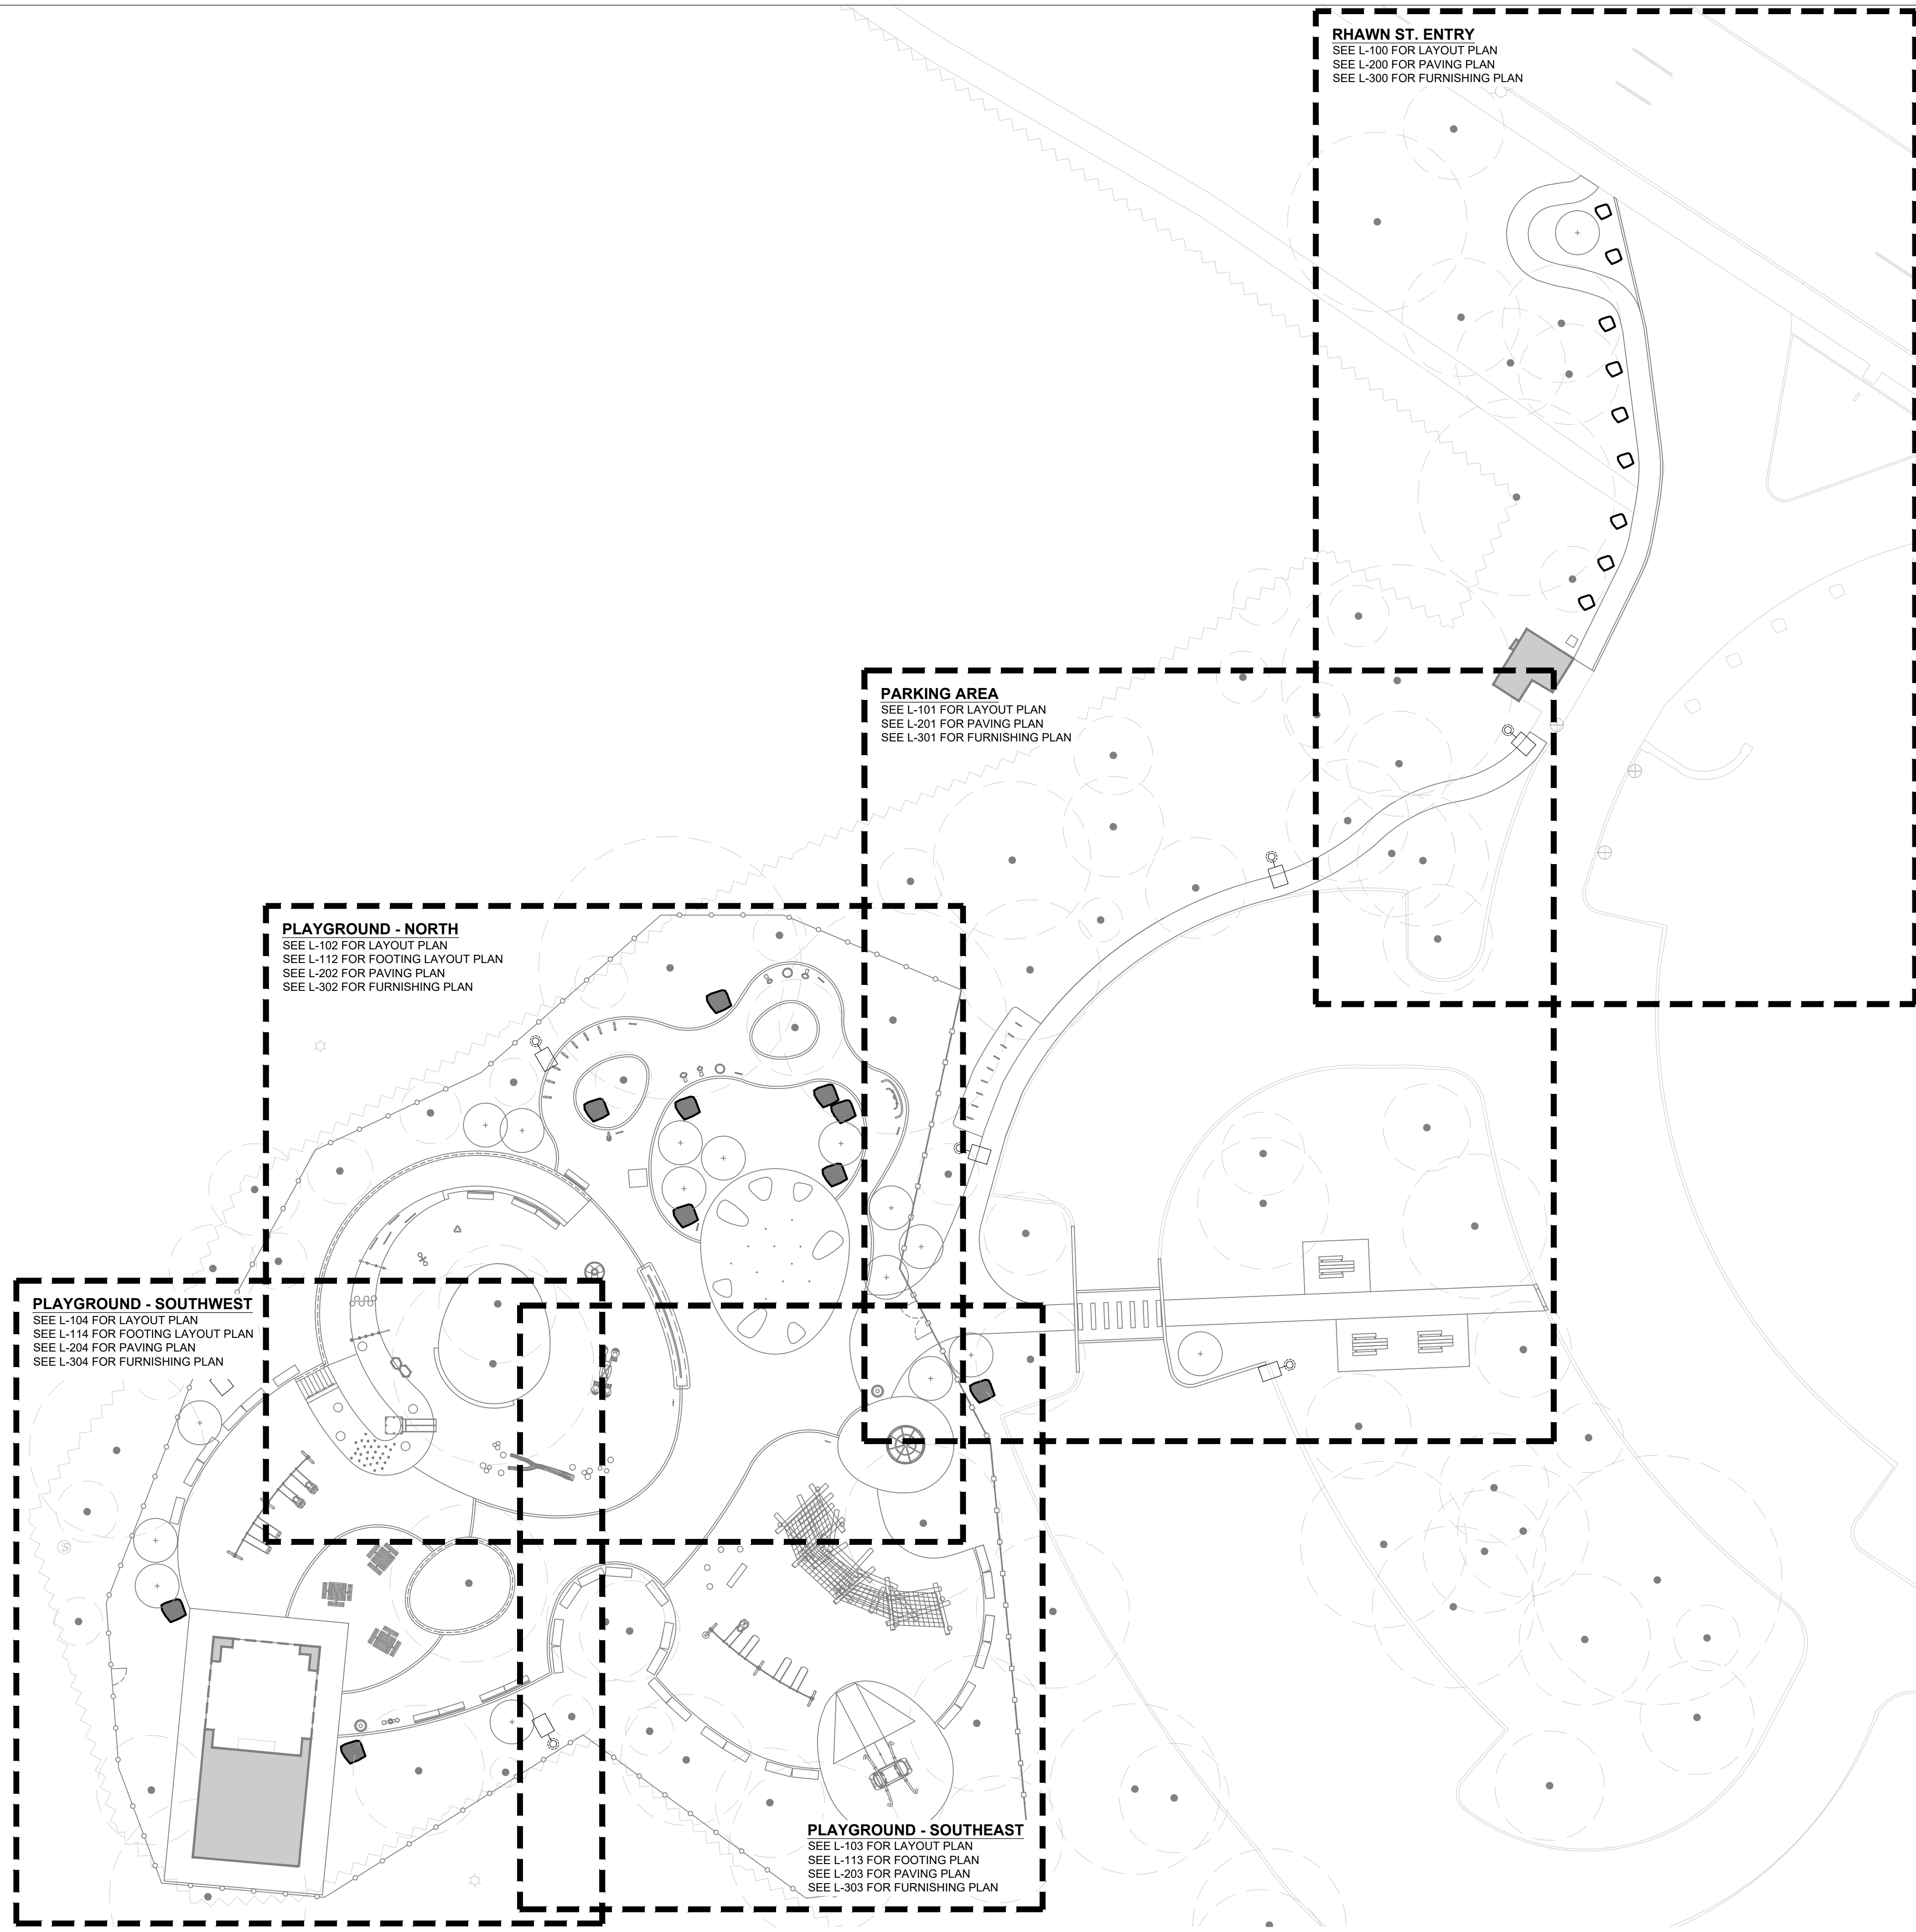 RHAWN ST. ENTRY
SEE L-100 FOR LAYOUT PLAN
SEE L-200 FOR PAVING PLAN
SEE L-300 FOR FURNISHING PLAN
PARKING AREA
SEE L-101 FOR LAYOUT PLAN
SEE L-201 FOR PAVING PLAN
SEE L-301 FOR FURNISHING PLAN
PLAYGROUND - NORTH
SEE L-102 FOR LAYOUT PLAN
SEE L-112 FOR FOOTING LAYOUT PLAN
SEE L-202 FOR PAVING PLAN
SEE L-302 FOR FURNISHING PLAN
PLAYGROUND - SOUTHWEST
SEE L-104 FOR LAYOUT PLAN
SEE L-114 FOR FOOTING LAYOUT PLAN
SEE L-204 FOR PAVING PLAN
SEE L-304 FOR FURNISHING PLAN
S
PLAYGROUND - SOUTHEAST
SEE L-103 FOR LAYOUT PLAN
SEE L-113 FOR FOOTING PLAN
SEE L-203 FOR PAVING PLAN
SEE L-303 FOR FURNISHING PLAN